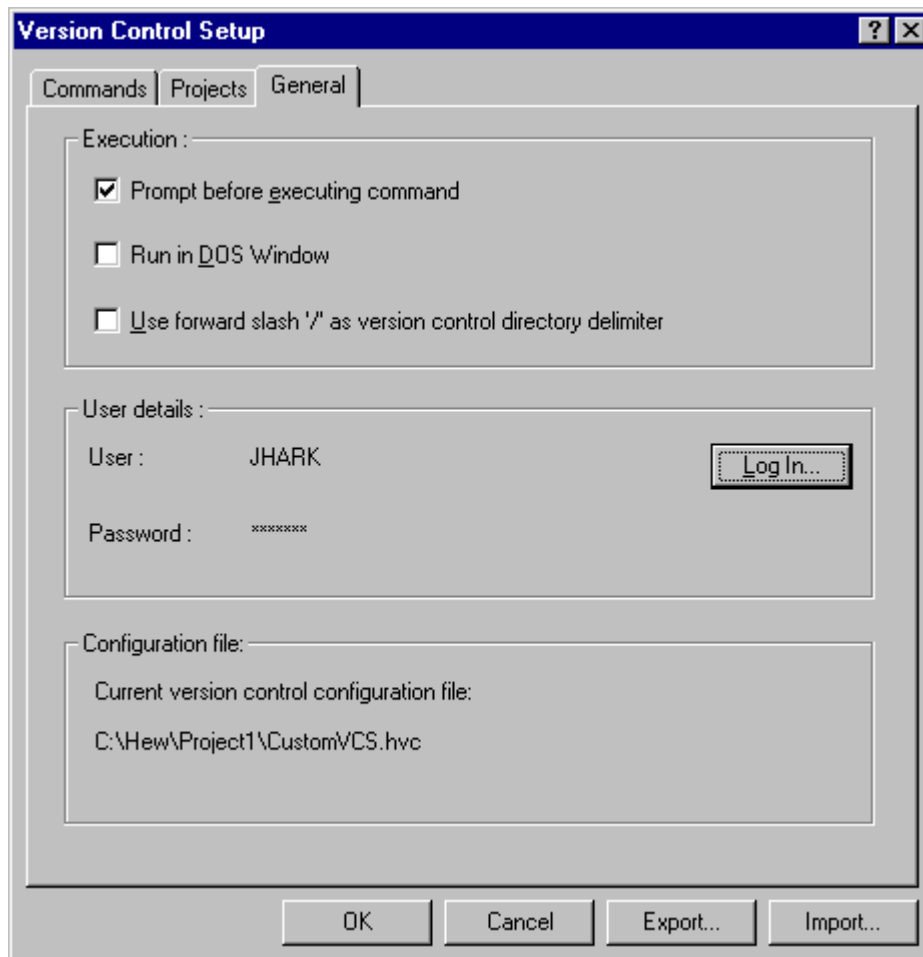 Version Control Setup
Commands Projects General
Execution :
Prompt before executing command
Run in DOS Window
Use forward slash '/' as version control directory delimiter
User details :
User : JHARK
Log In...
Password : *******
Configuration file:
Current version control configuration file:
C:\Hew\Project1\CustomVCS.hvc
OK Cancel Export... Import...